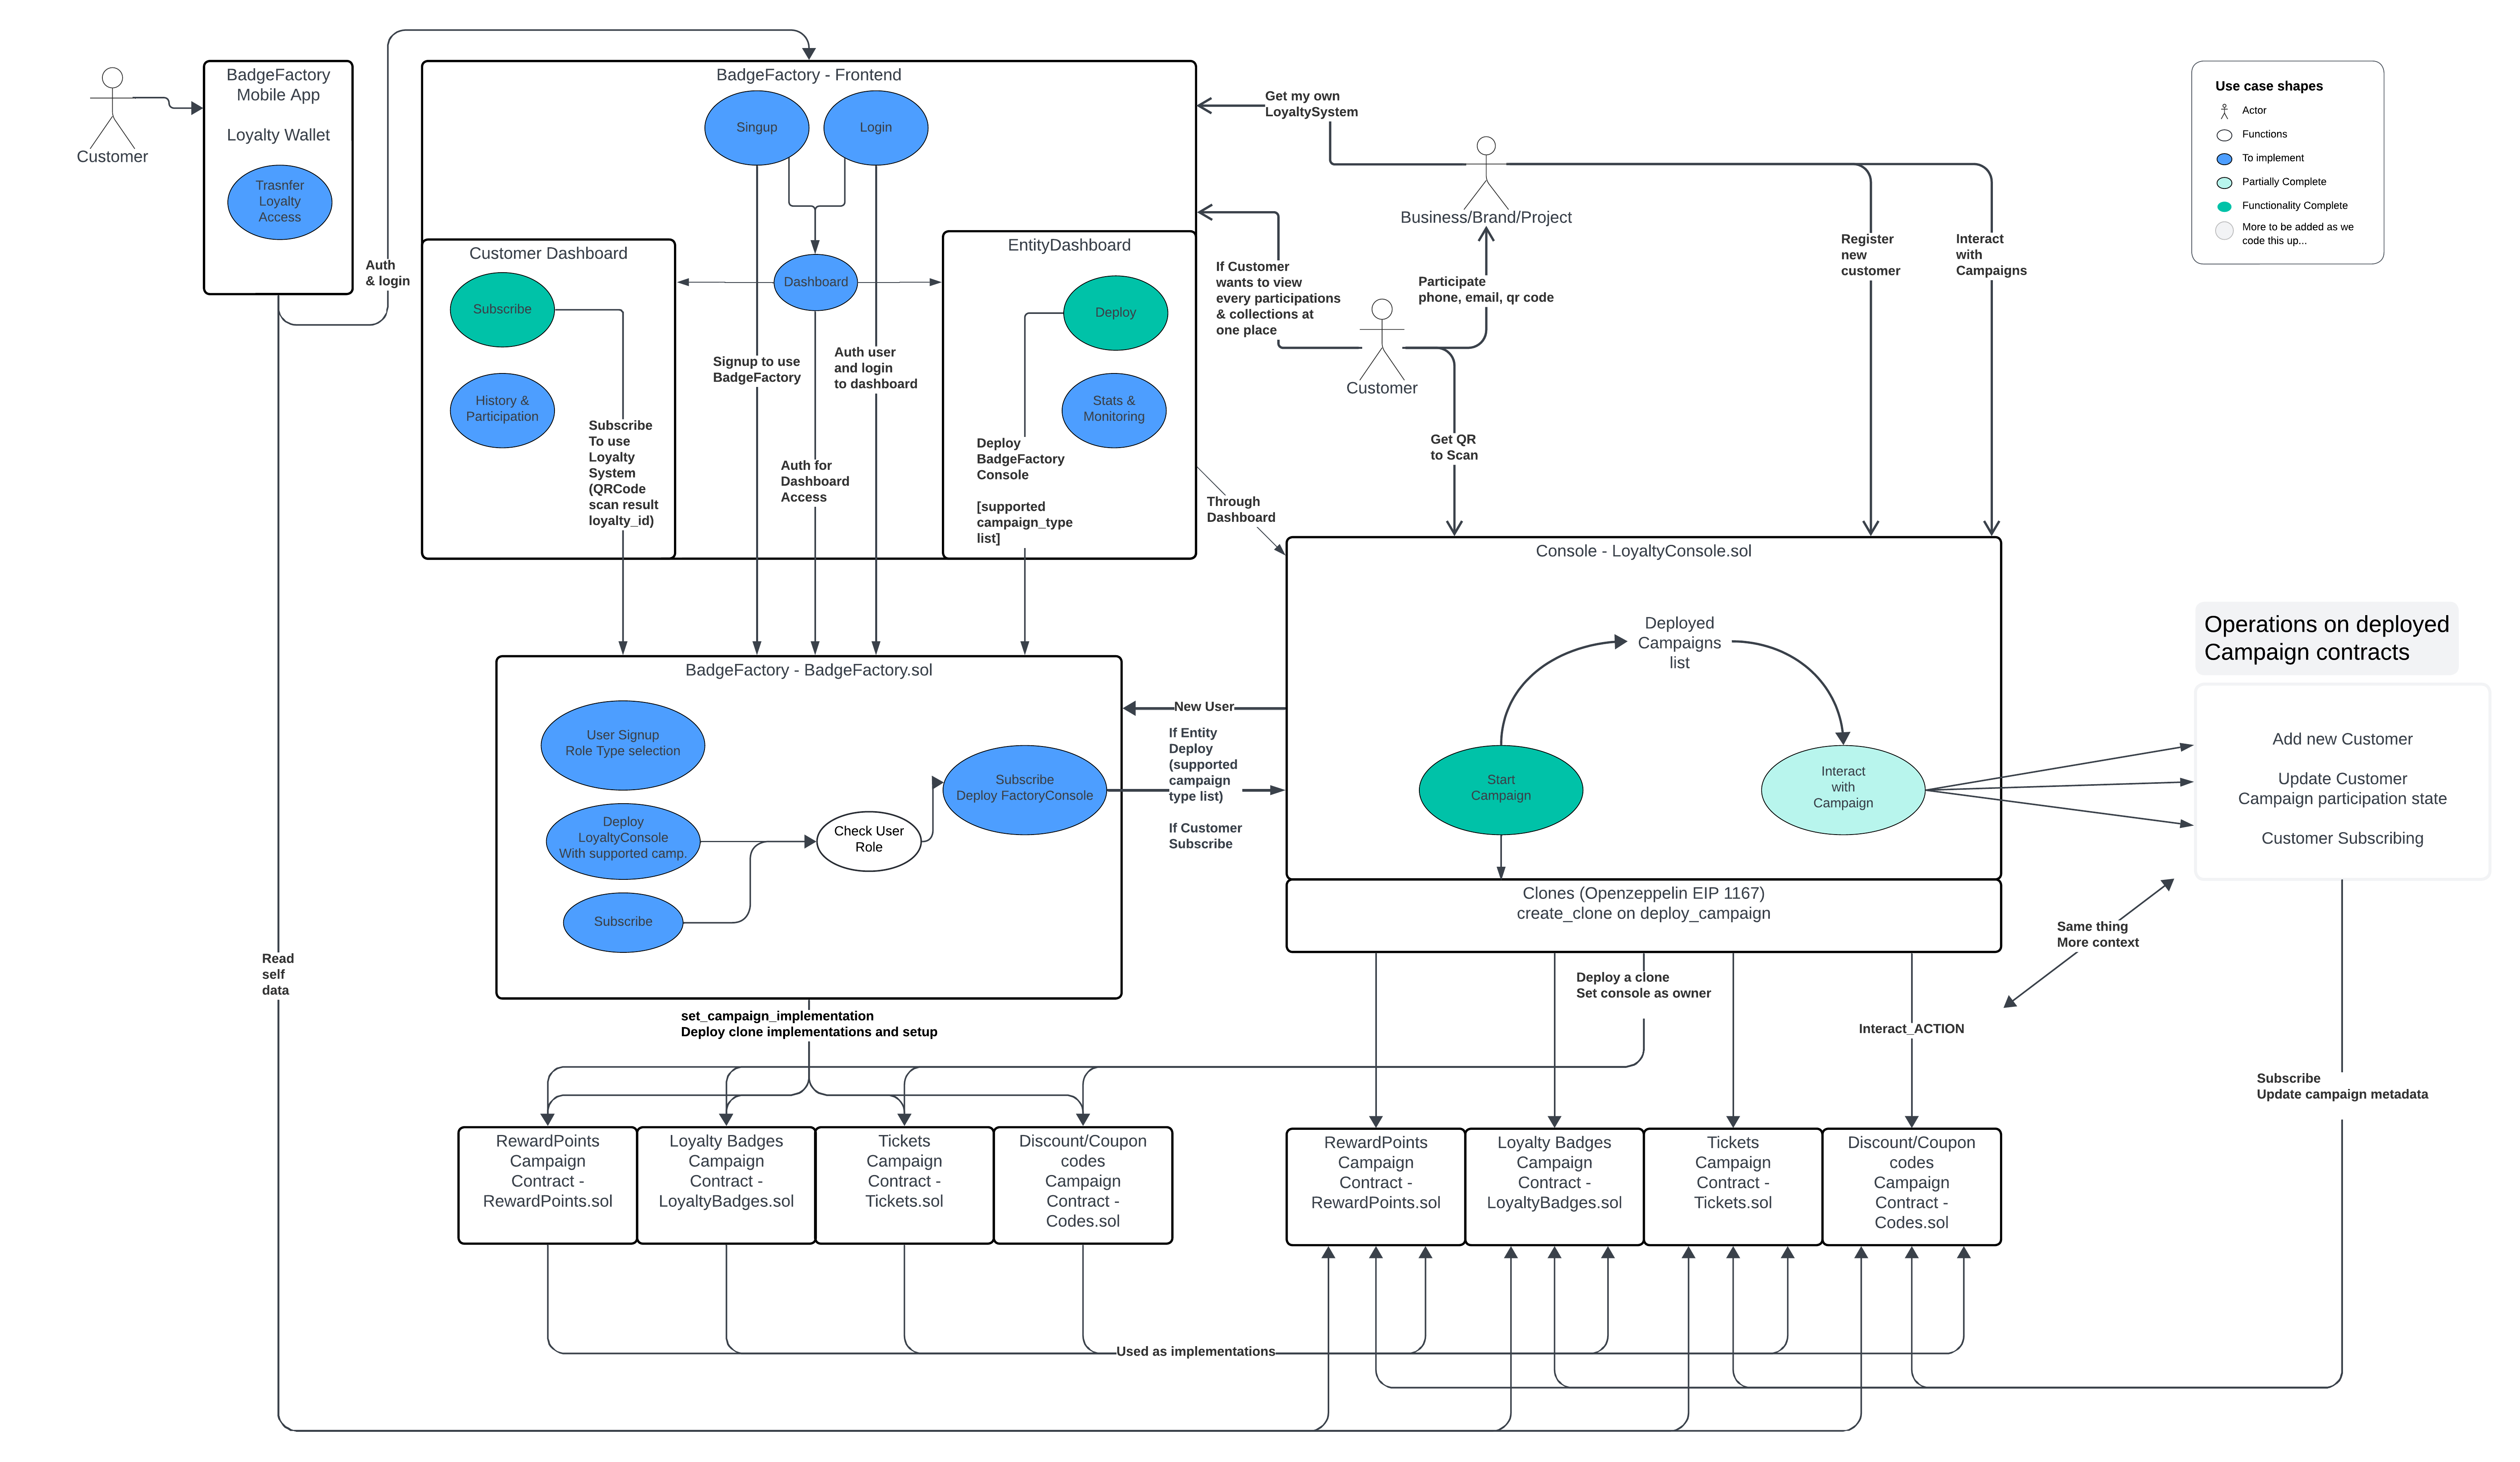 Customer
BadgeFactory
Mobile App
Loyalty Wallet
Trasnfer
Loyalty
Access
Auth
& login
BadgeFactory - Frontend
Singup
Login
Customer Dashboard
Subscribe
History &
Participation
Subscribe
To use
Loyalty
System
(QRCode
scan result
loyalty_id)
Dashboard
Signup to use
BadgeFactory
Auth user
and login
to dashboard
Auth for
Dashboard
Access
EntityDashboard
Deploy
Stats &
Monitoring
Deploy
BadgeFactory
Console
[supported
campaign_type
list]
Get my own
LoyaltySystem
Business/Brand/Project
If Customer
wants to view
every participations
& collections at
one place
Participate
phone, email, qr code
Customer
Get QR
to Scan
Through
Dashboard
Register
new
customer
Interact
with
Campaigns
Use case shapes
Actor
Functions
To implement
Partially Complete
Functionality Complete
More to be added as we
code this up...
Console - LoyaltyConsole.sol
Deployed
Campaigns
list
Start
Campaign
Interact
with
Campaign
Clones (Openzeppelin EIP 1167)
create_clone on deploy_campaign
Operations on deployed
Campaign contracts
Add new Customer
Update Customer
Campaign participation state
Customer Subscribing
BadgeFactory - BadgeFactory.sol
User Signup
Role Type selection
Deploy
LoyaltyConsole
With supported camp.
Subscribe
Check User
Role
Subscribe
Deploy FactoryConsole
New User
If Entity
Deploy
(supported
campaign
type list)
If Customer
Subscribe
Read
self
data
set_campaign_implementation
Deploy clone implementations and setup
Deploy a clone
Set console as owner
Interact_ACTION
Same thing
More context
Subscribe
Update campaign metadata
RewardPoints
Campaign
Contract -
RewardPoints.sol
Loyalty Badges
Campaign
Contract -
LoyaltyBadges.sol
Tickets
Campaign
Contract -
Tickets.sol
Discount/Coupon
codes
Campaign
Contract -
Codes.sol
RewardPoints
Campaign
Contract -
RewardPoints.sol
Loyalty Badges
Campaign
Contract -
LoyaltyBadges.sol
Tickets
Campaign
Contract -
Tickets.sol
Discount/Coupon
codes
Campaign
Contract -
Codes.sol
Used as implementations